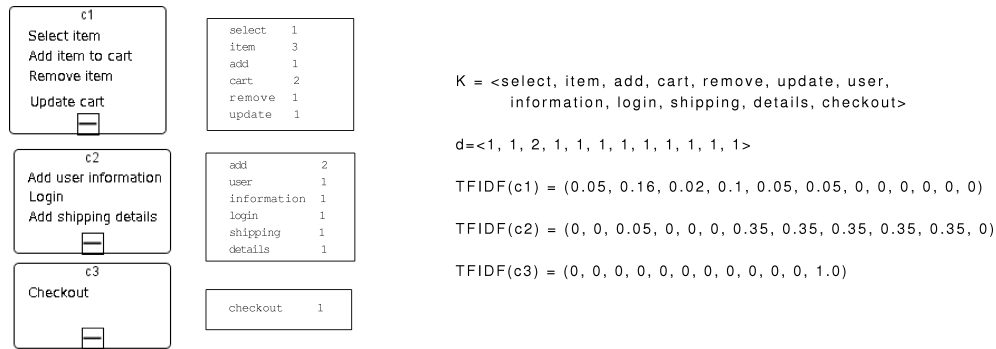 c1
Select item
Add item to cart
Remove item
Update cart
select 1
item 3
add 1
cart 2
remove 1
update 1
c2
Add user information
Login
Add shipping details
add 2
user 1
information 1
login 1
shipping 1
details 1
c3
Checkout
checkout 1
K = <select, item, add, cart, remove, update, user,
information, login, shipping, details, checkout>
d=<1, 1, 2, 1, 1, 1, 1, 1, 1, 1, 1, 1>
TFIDF(c1) = (0.05, 0.16, 0.02, 0.1, 0.05, 0.05, 0, 0, 0, 0, 0, 0)
TFIDF(c2) = (0, 0, 0.05, 0, 0, 0, 0.35, 0.35, 0.35, 0.35, 0.35, 0)
TFIDF(c3) = (0, 0, 0, 0, 0, 0, 0, 0, 0, 0, 0, 1.0)